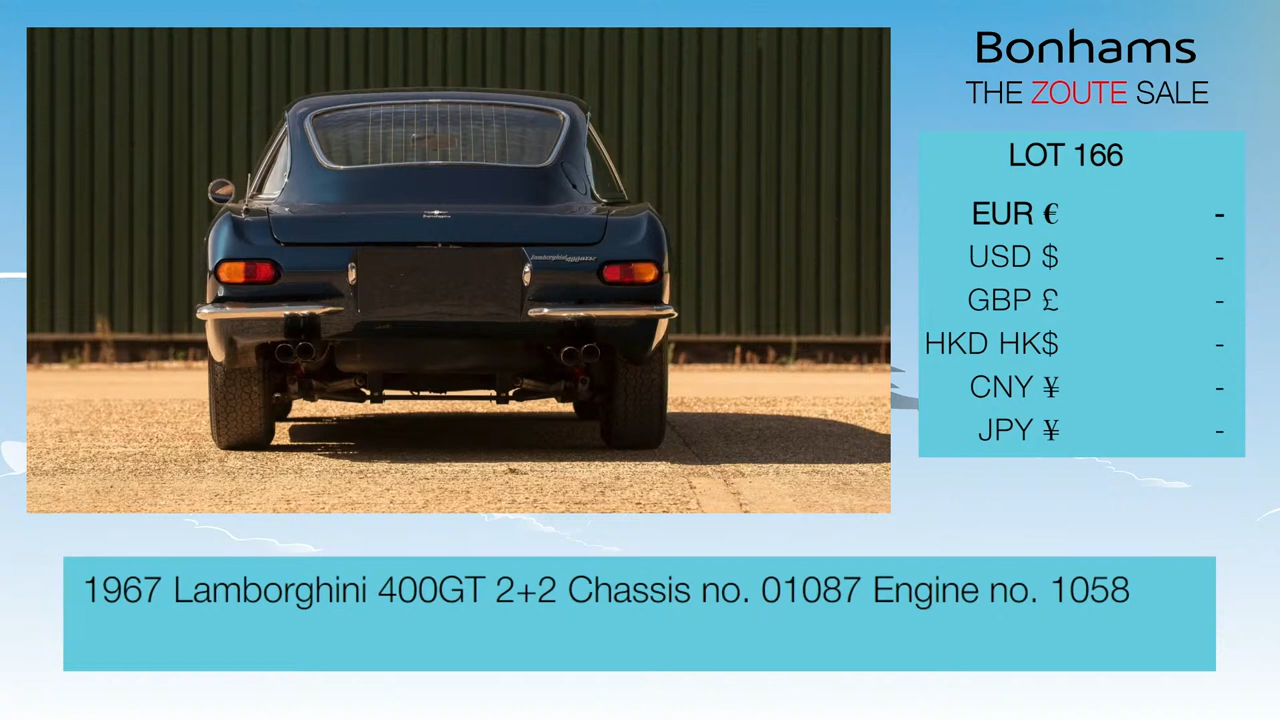 Bonhams
THE ZOUTE SALE
LOT 166
EUR € -
USD $ -
GBP £ -
HKD HK$ -
CNY ¥ -
JPY ¥ -
1967 Lamborghini 400GT 2+2 Chassis no. 01087 Engine no. 1058